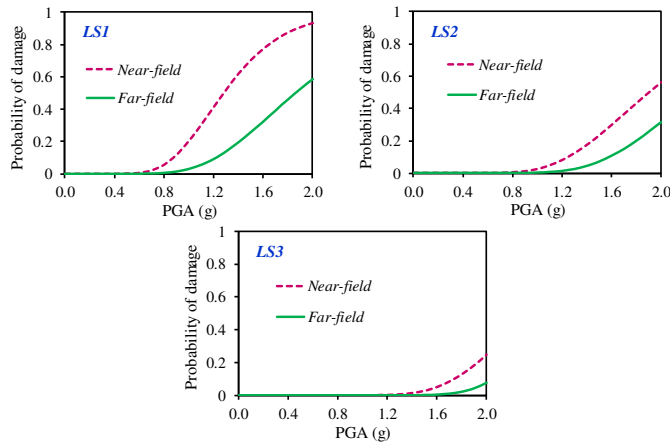 LS1
Near-field
Far-field
Probability of damage
1
0.8
0.6
0.4
0.2
0
0.0 0.4 0.8 1.2 1.6 2.0
PGA (g)
LS2
Near-field
Far-field
Probability of damage
1
0.8
0.6
0.4
0.2
0
0.0 0.4 0.8 1.2 1.6 2.0
PGA (g)
LS3
Near-field
Far-field
Probability of damage
1
0.8
0.6
0.4
0.2
0
0.0 0.4 0.8 1.2 1.6 2.0
PGA (g)